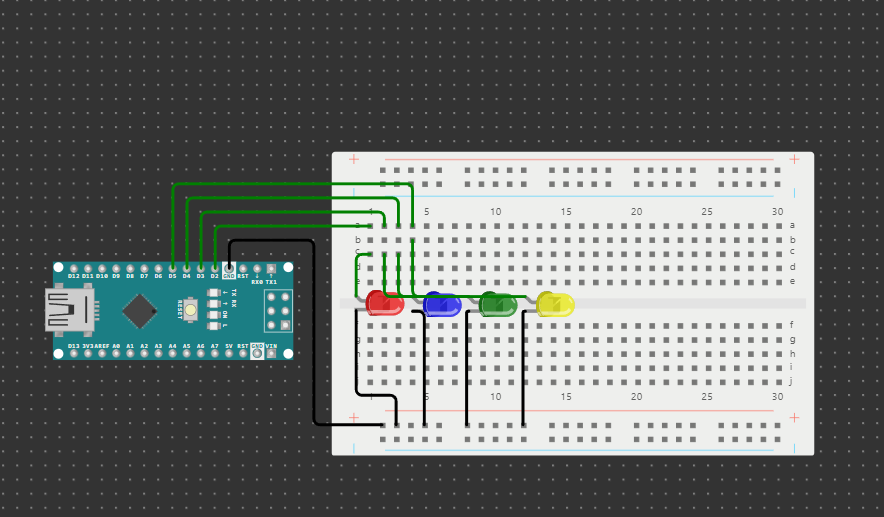 1 5 10 15 20 25 30
a a
b b
c c
d d
e e
D12 D11 D10 D9 D8 D7 D6 D5 D4 D3 D2 GND RST
RX0 TX1
RESET
TX RX ON L
D13 3V3 AREF A0 A1 A2 A3 A4 A5 A6 A7 5V RST GND VIN
f
g g
h h
i i
j j
1 5 10 15 20 25 30